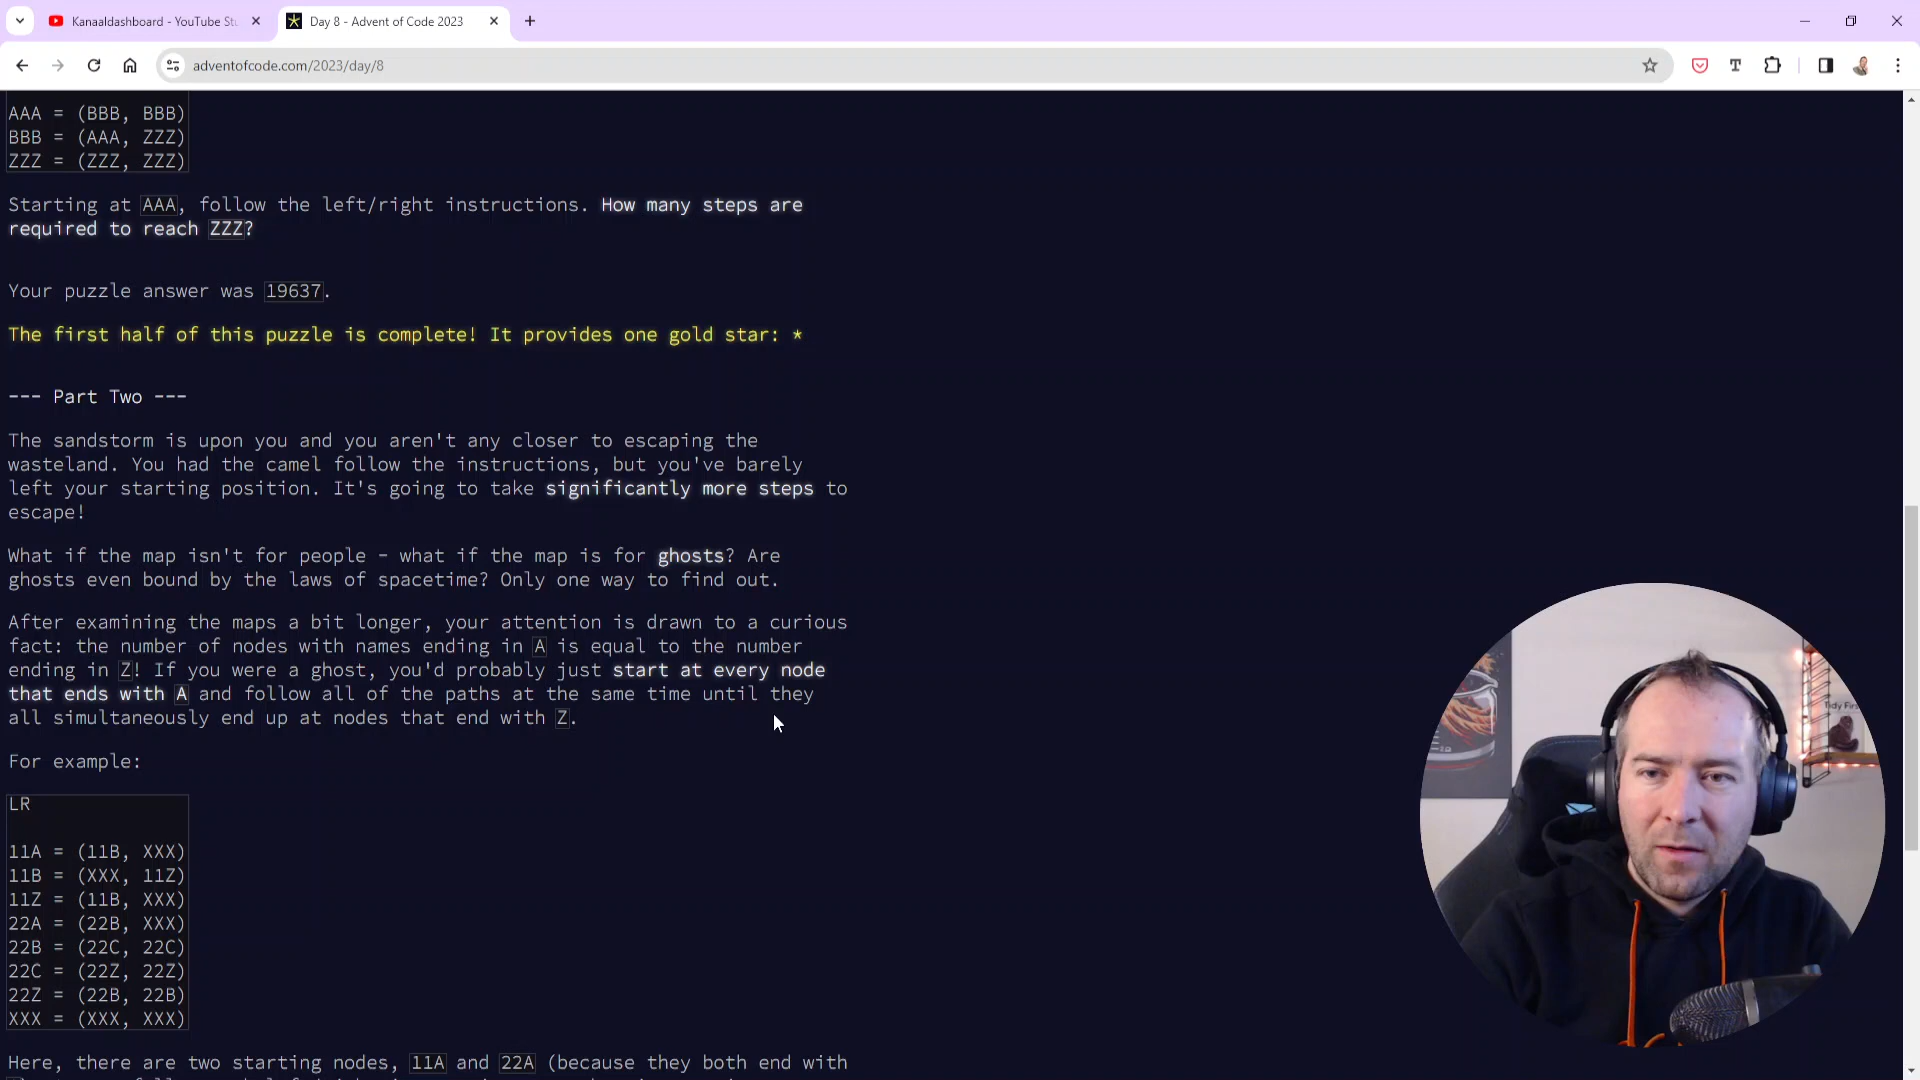 Kanaaldashboard - YouTube Stu
Day 8 - Advent of Code 2023
adventofcode.com/2023/day/8
AAA = (BBB, BBB)
BBB = (AAA, ZZZ)
ZZZ = (ZZZ, ZZZ)
Starting at AAA, follow the left/right instructions. How many steps are
required to reach ZZZ?
Your puzzle answer was 19637.
The first half of this puzzle is complete! It provides one gold star: *
--- Part Two ---
The sandstorm is upon you and you aren't any closer to escaping the
wasteland. You had the camel follow the instructions, but you've barely
left your starting position. It's going to take significantly more steps to
escape!
What if the map isn't for people - what if the map is for ghosts? Are
ghosts even bound by the laws of spacetime? Only one way to find out.
After examining the maps a bit longer, your attention is drawn to a curious
fact: the number of nodes with names ending in A is equal to the number
ending in Z! If you were a ghost, you'd probably just start at every node
that ends with A and follow all of the paths at the same time until they
all simultaneously end up at nodes that end with Z.
For example:
LR
11A = (11B, XXX)
11B = (XXX, 11Z)
11Z = (11B, XXX)
22A = (22B, XXX)
22B = (22C, 22C)
22C = (22Z, 22Z)
22Z = (22B, 22B)
XXX = (XXX, XXX)
Here, there are two starting nodes, 11A and 22A (because they both end with
Tidy First